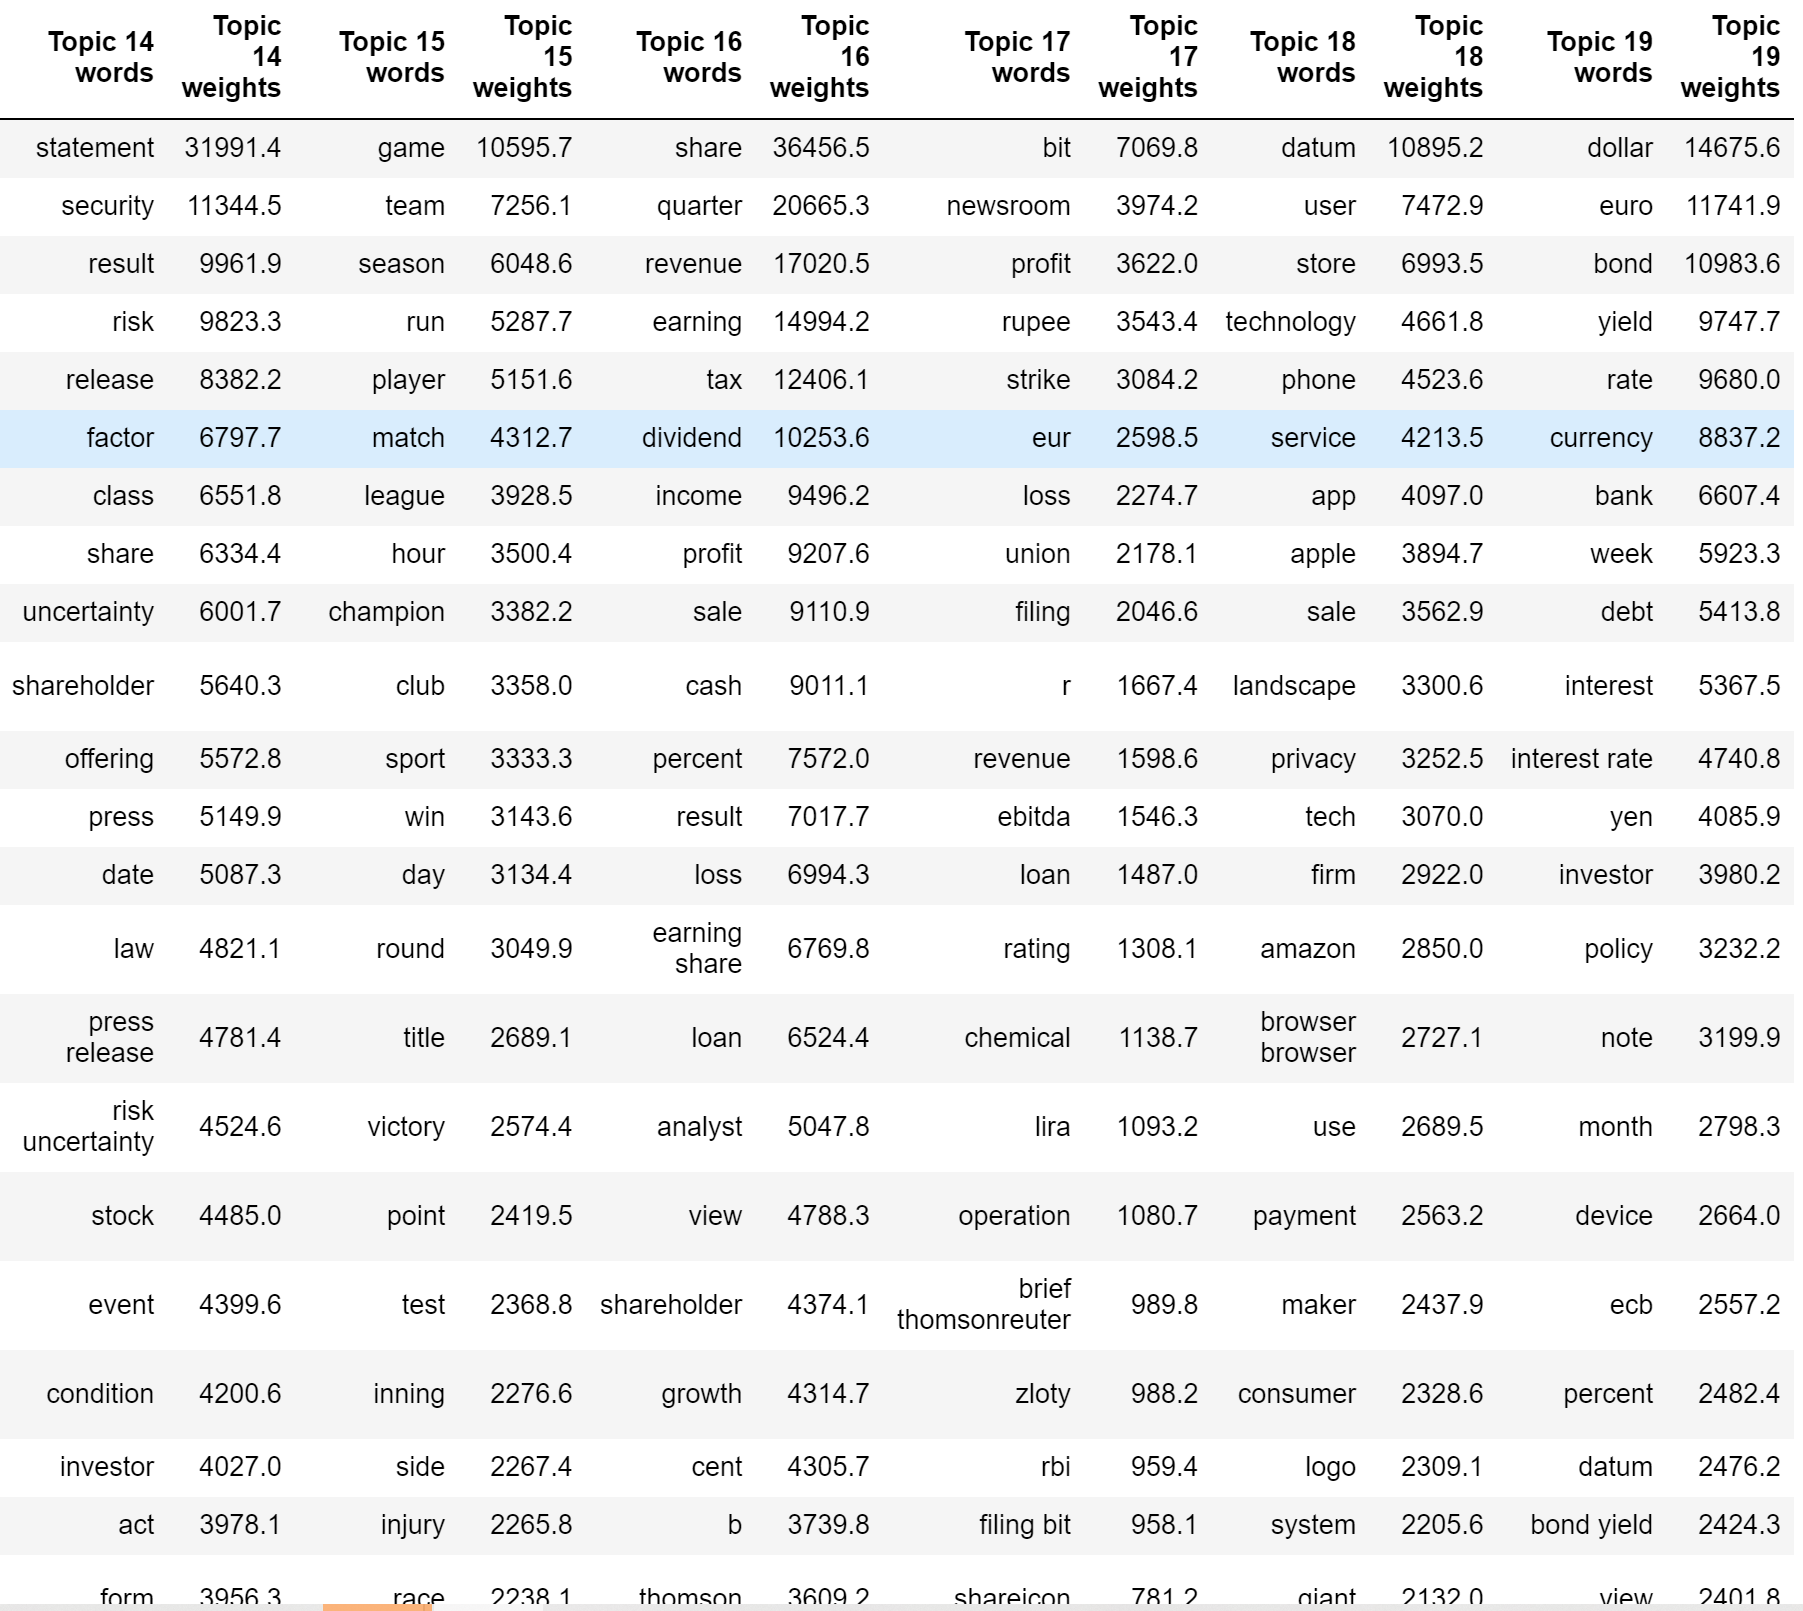 Topic 14 words Topic 14 weights Topic 15 words Topic 15 weights Topic 16 words Topic 16 weights Topic 17 words Topic 17 weights Topic 18 words Topic 18 weights Topic 19 words Topic 19 weights
statement 31991.4 game 10595.7 share 36456.5 bit 7069.8 datum 10895.2 dollar 14675.6
security 11344.5 team 7256.1 quarter 20665.3 newsroom 3974.2 user 7472.9 euro 11741.9
result 9961.9 season 6048.6 revenue 17020.5 profit 3622.0 store 6993.5 bond 10983.6
risk 9823.3 run 5287.7 earning 14994.2 rupee 3543.4 technology 4661.8 yield 9747.7
release 8382.2 player 5151.6 tax 12406.1 strike 3084.2 phone 4523.6 rate 9680.0
factor 6797.7 match 4312.7 dividend 10253.6 eur 2598.5 service 4213.5 currency 8837.2
class 6551.8 league 3928.5 income 9496.2 loss 2274.7 app 4097.0 bank 6607.4
share 6334.4 hour 3500.4 profit 9207.6 union 2178.1 apple 3894.7 week 5923.3
uncertainty 6001.7 champion 3382.2 sale 9110.9 filing 2046.6 sale 3562.9 debt 5413.8
shareholder 5640.3 club 3358.0 cash 9011.1 r 1667.4 landscape 3300.6 interest 5367.5
offering 5572.8 sport 3333.3 percent 7572.0 revenue 1598.6 privacy 3252.5 interest rate 4740.8
press 5149.9 win 3143.6 result 7017.7 ebitda 1546.3 tech 3070.0 yen 4085.9
date 5087.3 day 3134.4 loss 6994.3 loan 1487.0 firm 2922.0 investor 3980.2
law 4821.1 round 3049.9 earning share 6769.8 rating 1308.1 amazon 2850.0 policy 3232.2
press release 4781.4 title 2689.1 loan 6524.4 chemical 1138.7 browser browser 2727.1 note 3199.9
risk uncertainty 4524.6 victory 2574.4 analyst 5047.8 lira 1093.2 use 2689.5 month 2798.3
stock 4485.0 point 2419.5 view 4788.3 operation 1080.7 payment 2563.2 device 2664.0
event 4399.6 test 2368.8 shareholder 4374.1 brief thomsonreuter 989.8 maker 2437.9 ecb 2557.2
condition 4200.6 inning 2276.6 growth 4314.7 zloty 988.2 consumer 2328.6 percent 2482.4
investor 4027.0 side 2267.4 cent 4305.7 rbi 959.4 logo 2309.1 datum 2476.2
act 3978.1 injury 2265.8 b 3739.8 filing bit 958.1 system 2205.6 bond yield 2424.3
form 3956.3 race 2238.1 thomson 3609.2 shareicon 781.2 giant 2132.0 view 2401.8